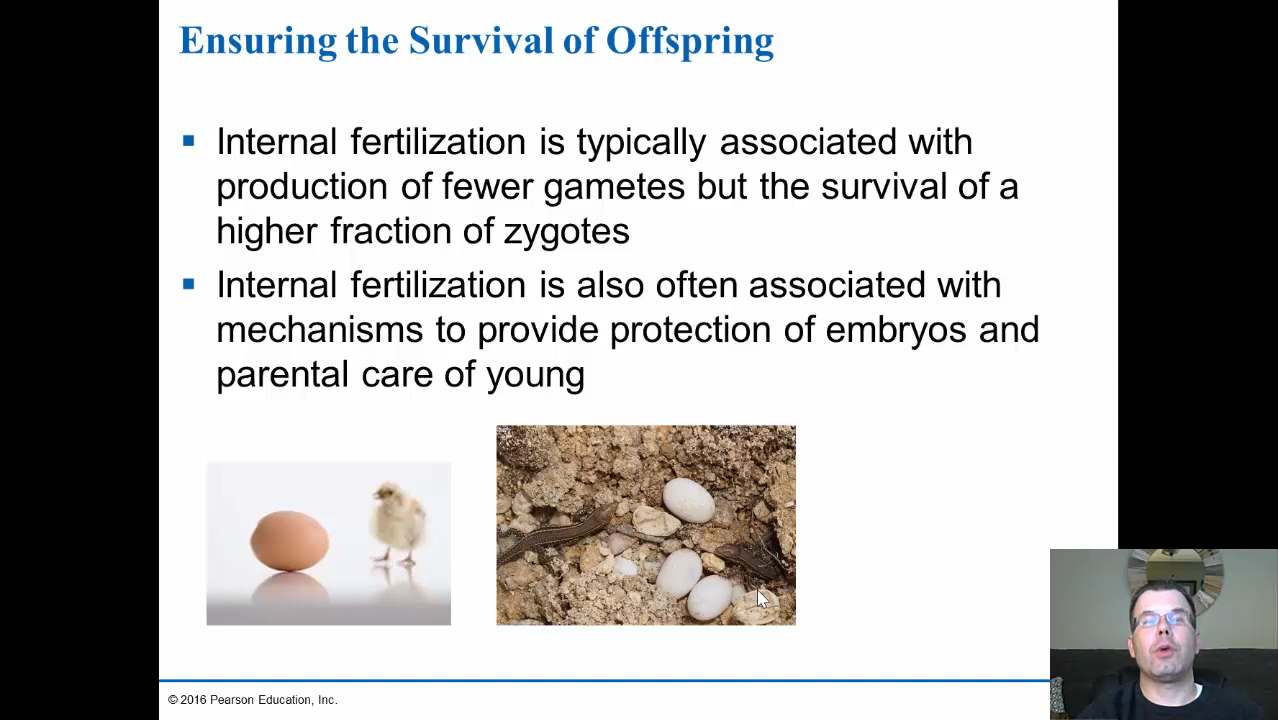 Ensuring the Survival of Offspring
Internal fertilization is typically associated with
production of fewer gametes but the survival of a
higher fraction of zygotes
Internal fertilization is also often associated with
mechanisms to provide protection of embryos and
parental care of young
© 2016 Pearson Education, Inc.